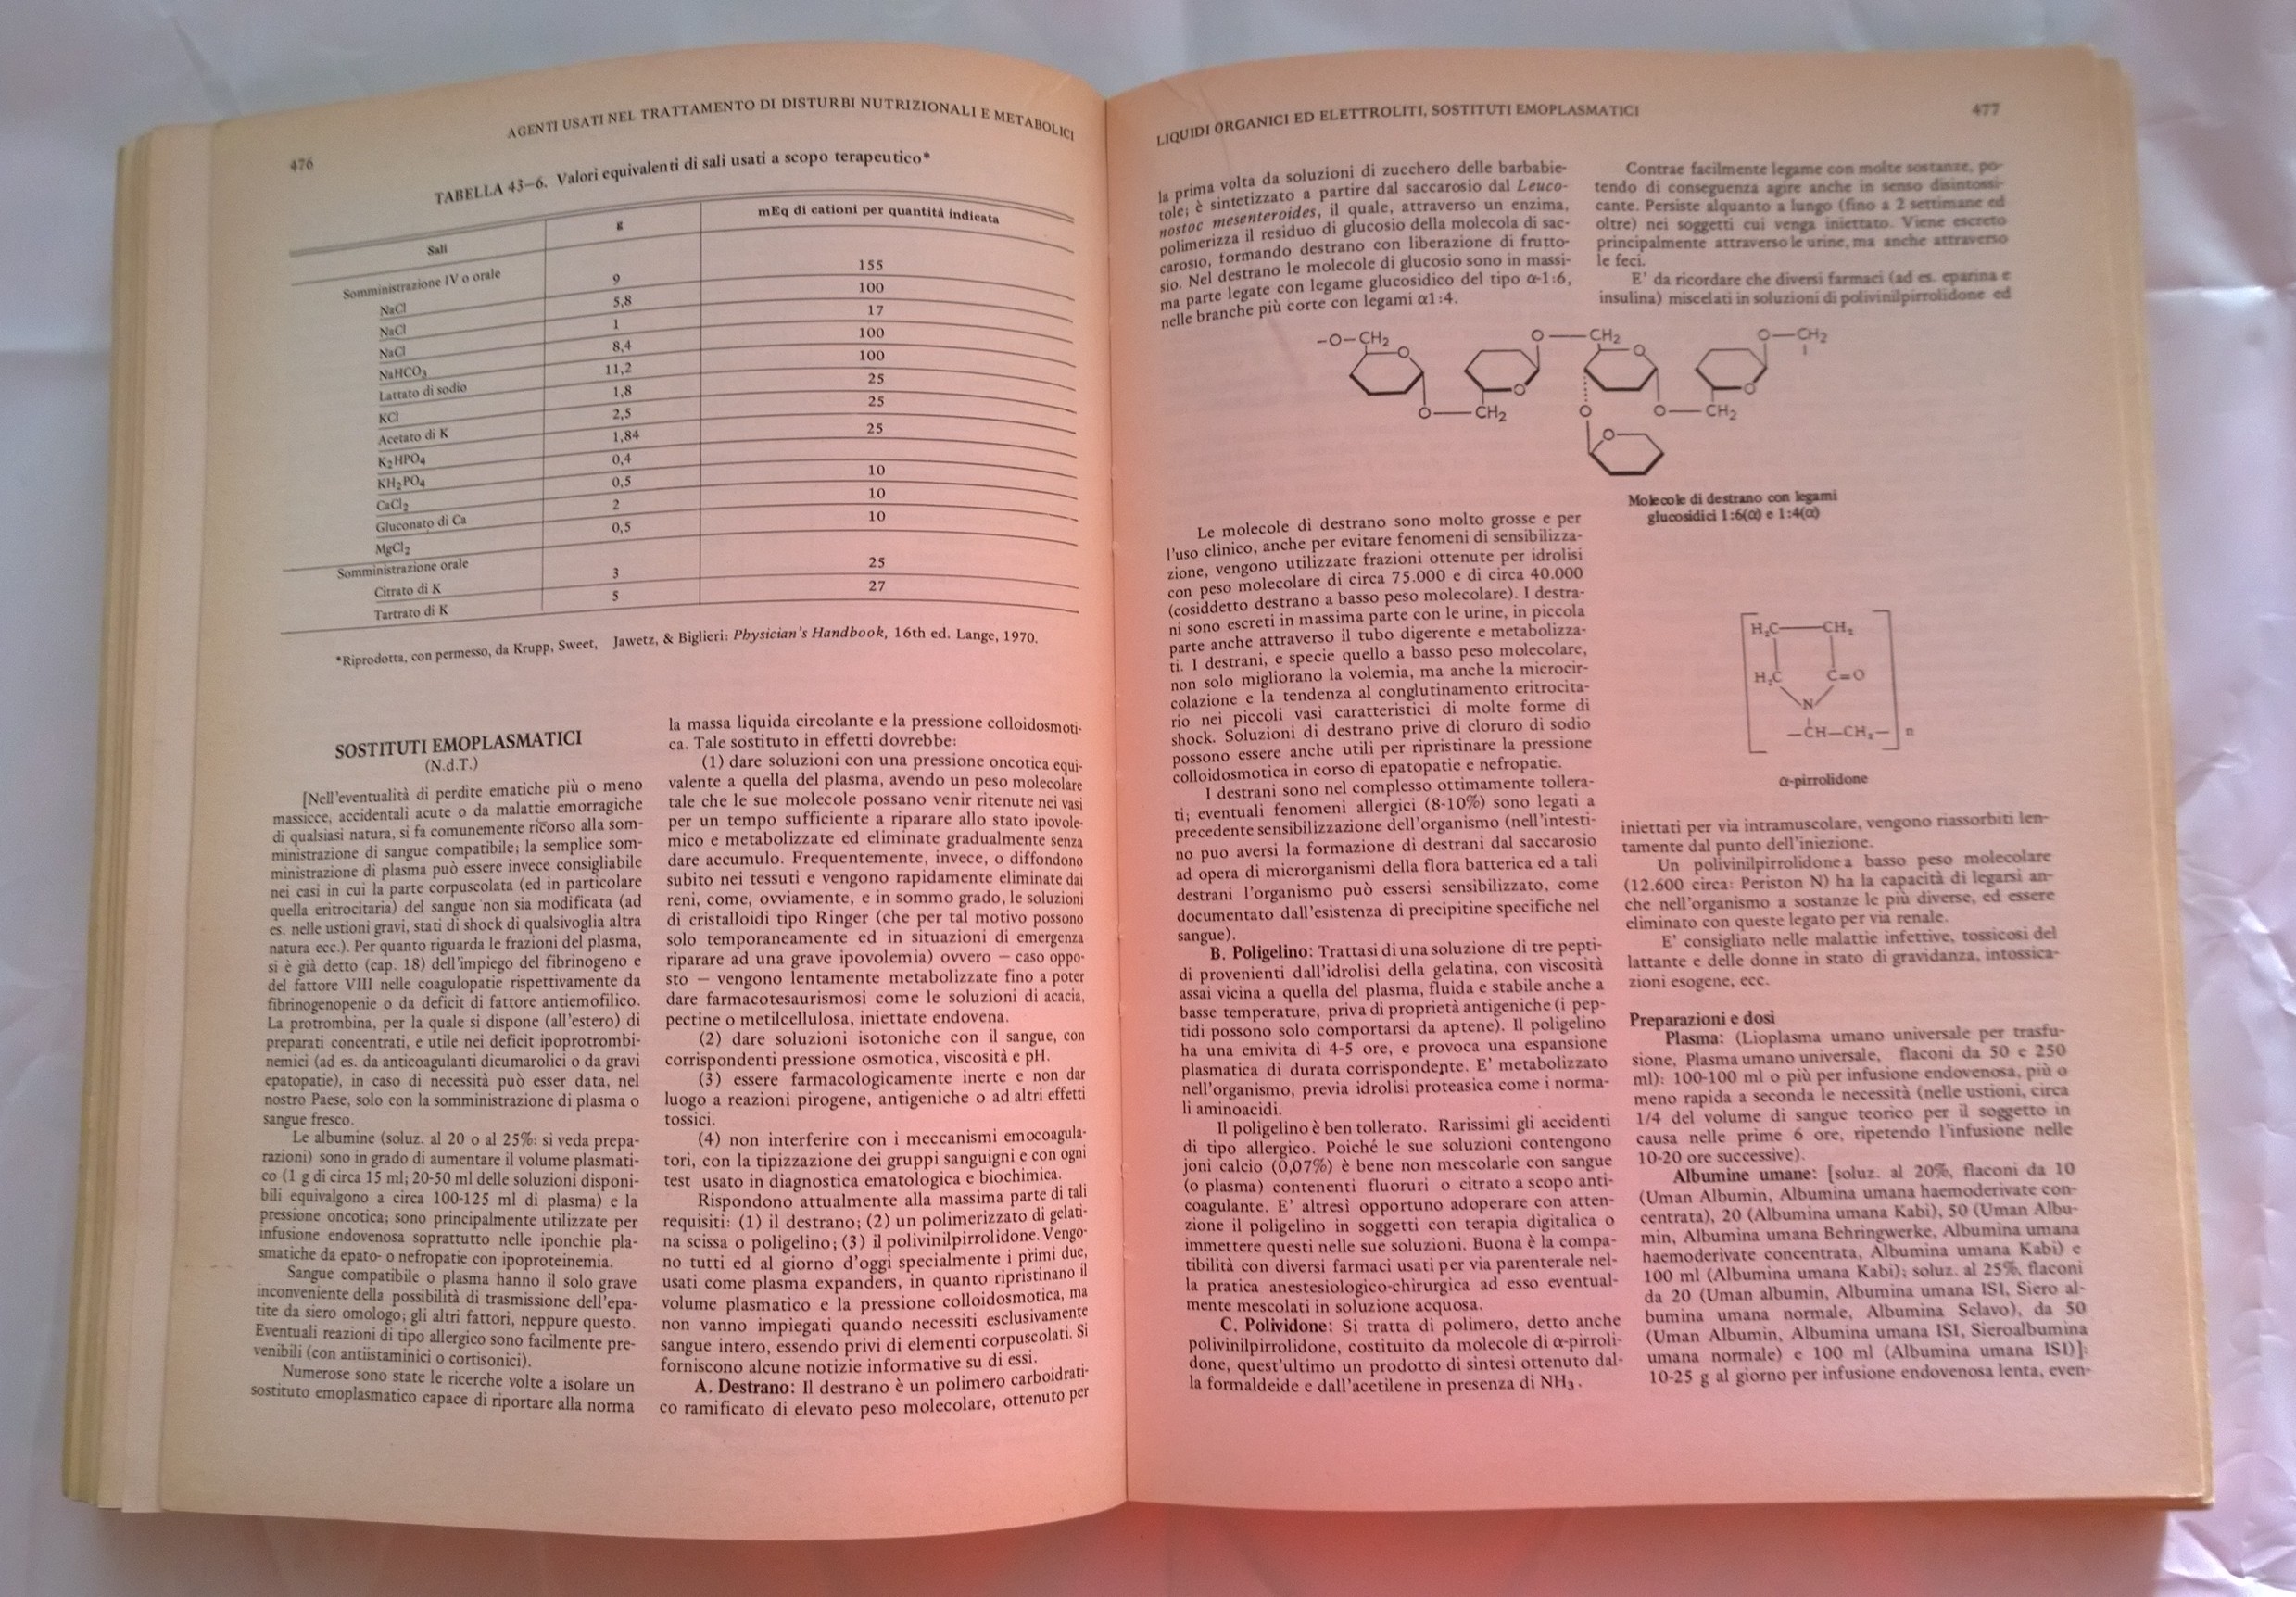 476
AGENTI USATI NEL TRATTAMENTO DI DISTURBI NUTRIZIONALI E METABOLICI
TABELLA 43–6. Valori equivalenti di sali usati a scopo terapeutico*
Sali g mEq di cationi per quantità indicata
Somministrazione IV o orale
NaCl 9 155
NaCl 5,8 100
NaCl 1 17
NaHCO3 8,4 100
Lattato di sodio 11,2 100
KCl 1,8 25
Acetato di K 2,5 25
K2HPO4 1,84 25
KH2PO4 0,4
CaCl2 0,5 10
Gluconato di Ca 2 10
MgCl2 0,5 10
Somministrazione orale
Citrato di K 3 25
Tartrato di K 5 27
*Riprodotta, con permesso, da Krupp, Sweet, Jawetz, & Biglieri: Physician's Handbook, 16th ed. Lange, 1970.
SOSTITUTI EMOPLASMATICI
(N.d.T.)
[Nell'eventualità di perdite ematiche più o meno
massicce, accidentali acute o da malattie emorragiche
di qualsiasi natura, si fa comunemente ricorso alla som-
ministrazione di sangue compatibile; la semplice som-
ministrazione di plasma può essere invece consigliabile
nei casi in cui la parte corpuscolata (ed in particolare
quella eritrocitaria) del sangue non sia modificata (ad
es. nelle ustioni gravi, stati di shock di qualsivoglia altra
natura ecc.). Per quanto riguarda le frazioni del plasma,
si è già detto (cap. 18) dell'impiego del fibrinogeno e
del fattore VIII nelle coagulopatie rispettivamente da
fibrinogenopenie o da deficit di fattore antiemofilico.
La protrombina, per la quale si dispone (all'estero) di
preparati concentrati, e utile nei deficit ipoprotrombi-
nemici (ad es. da anticoagulanti dicumarolici o da gravi
epatopatie), in caso di necessità può esser data, nel
nostro Paese, solo con la somministrazione di plasma o
sangue fresco.
Le albumine (soluz. al 20 o al 25%: si veda prepa-
razioni) sono in grado di aumentare il volume plasmati-
co (1 g di circa 15 ml; 20-50 ml delle soluzioni disponi-
bili equivalgono a circa 100-125 ml di plasma) e la
pressione oncotica; sono principalmente utilizzate per
infusione endovenosa soprattutto nelle iponchie pla-
smatiche da epato- o nefropatie con ipoproteinemia.
Sangue compatibile o plasma hanno il solo grave
inconveniente della possibilità di trasmissione dell'epa-
tite da siero omologo; gli altri fattori, neppure questo.
Eventuali reazioni di tipo allergico sono facilmente pre-
venibili (con antiistaminici o cortisonici).
Numerose sono state le ricerche volte a isolare un
sostituto emoplasmatico capace di riportare alla norma
la massa liquida circolante e la pressione colloidosmoti-
ca. Tale sostituto in effetti dovrebbe:
(1) dare soluzioni con una pressione oncotica equi-
valente a quella del plasma, avendo un peso molecolare
tale che le sue molecole possano venir ritenute nei vasi
per un tempo sufficiente a riparare allo stato ipovole-
mico e metabolizzate ed eliminate gradualmente senza
dare accumulo. Frequentemente, invece, o diffondono
subito nei tessuti e vengono rapidamente eliminate dai
reni, come, ovviamente, e in sommo grado, le soluzioni
di cristalloidi tipo Ringer (che per tal motivo possono
solo temporaneamente ed in situazioni di emergenza
riparare ad una grave ipovolemia) ovvero — caso oppo-
sto — vengono lentamente metabolizzate fino a poter
dare farmacotesaurismosi come le soluzioni di acacia,
pectine o metilcellulosa, iniettate endovena.
(2) dare soluzioni isotoniche con il sangue, con
corrispondenti pressione osmotica, viscosità e pH.
(3) essere farmacologicamente inerte e non dar
luogo a reazioni pirogene, antigeniche o ad altri effetti
tossici.
(4) non interferire con i meccanismi emocoagula-
tori, con la tipizzazione dei gruppi sanguigni e con ogni
test usato in diagnostica ematologica e biochimica.
Rispondono attualmente alla massima parte di tali
requisiti: (1) il destrano; (2) un polimerizzato di gelati-
na scissa o poligelino; (3) il polivinilpirrolidone. Vengo-
no tutti ed al giorno d'oggi specialmente i primi due,
usati come plasma expanders, in quanto ripristinano il
volume plasmatico e la pressione colloidosmotica, ma
non vanno impiegati quando necessiti esclusivamente
sangue intero, essendo privi di elementi corpuscolati. Si
forniscono alcune notizie informative su di essi.
A. Destrano: Il destrano è un polimero carboidrati-
co ramificato di elevato peso molecolare, ottenuto per
LIQUIDI ORGANICI ED ELETTROLITI, SOSTITUTI EMOPLASMATICI
477
la prima volta da soluzioni di zucchero delle barbabie-
tole; è sintetizzato a partire dal saccarosio dal Leuco-
nostoc mesenteroides, il quale, attraverso un enzima,
polimerizza il residuo di glucosio della molecola di sac-
carosio, formando destrano con liberazione di frutto-
sio. Nel destrano le molecole di glucosio sono in massi-
ma parte legate con legame glucosidico del tipo α-1:6,
nelle branche più corte con legami α1:4.
Contrae facilmente legame con molte sostanze, po-
tendo di conseguenza agire anche in senso disintossi-
cante. Persiste alquanto a lungo (fino a 2 settimane ed
oltre) nei soggetti cui venga iniettato. Viene escreto
principalmente attraverso le urine, ma anche attraverso
le feci.
E' da ricordare che diversi farmaci (ad es. eparina e
insulina) miscelati in soluzioni di polivinilpirrolidone ed
–O–CH2 O O—CH2 O O—CH2
O—CH2 O O O—CH2 O
O
Molecole di destrano con legami
glucosidici 1:6(α) e 1:4(α)
Le molecole di destrano sono molto grosse e per
l'uso clinico, anche per evitare fenomeni di sensibilizza-
zione, vengono utilizzate frazioni ottenute per idrolisi
con peso molecolare di circa 75.000 e di circa 40.000
(cosiddetto destrano a basso peso molecolare). I destra-
ni sono escreti in massima parte con le urine, in piccola
parte anche attraverso il tubo digerente e metabolizza-
ti. I destrani, e specie quello a basso peso molecolare,
non solo migliorano la volemia, ma anche la microcir-
colazione e la tendenza al conglutinamento eritrocita-
rio nei piccoli vasi caratteristici di molte forme di
shock. Soluzioni di destrano prive di cloruro di sodio
possono essere anche utili per ripristinare la pressione
colloidosmotica in corso di epatopatie e nefropatie.
I destrani sono nel complesso ottimamente tollera-
ti; eventuali fenomeni allergici (8-10%) sono legati a
precedente sensibilizzazione dell'organismo (nell'intesti-
no puo aversi la formazione di destrani dal saccarosio
ad opera di microrganismi della flora batterica ed a tali
destrani l'organismo può essersi sensibilizzato, come
documentato dall'esistenza di precipitine specifiche nel
sangue).
B. Poligelino: Trattasi di una soluzione di tre pepti-
di provenienti dall'idrolisi della gelatina, con viscosità
assai vicina a quella del plasma, fluida e stabile anche a
basse temperature, priva di proprietà antigeniche (i pep-
tidi possono solo comportarsi da aptene). Il poligelino
ha una emivita di 4-5 ore, e provoca una espansione
plasmatica di durata corrispondente. E' metabolizzato
nell'organismo, previa idrolisi proteasica come i norma-
li aminoacidi.
Il poligelino è ben tollerato. Rarissimi gli accidenti
di tipo allergico. Poiché le sue soluzioni contengono
joni calcio (0,07%) è bene non mescolarle con sangue
(o plasma) contenenti fluoruri o citrato a scopo anti-
coagulante. E' altresì opportuno adoperare con atten-
zione il poligelino in soggetti con terapia digitalica o
immettere questi nelle sue soluzioni. Buona è la compa-
tibilità con diversi farmaci usati per via parenterale nel-
la pratica anestesiologico-chirurgica ad esso eventual-
mente mescolati in soluzione acquosa.
C. Polividone: Si tratta di polimero, detto anche
polivinilpirrolidone, costituito da molecole di α-pirroli-
done, quest'ultimo un prodotto di sintesi ottenuto dal-
la formaldeide e dall'acetilene in presenza di NH3.
H2C—CH2
H2C C=O
N
–CH–CH2– n
α-pirrolidone
iniettati per via intramuscolare, vengono riassorbiti len-
tamente dal punto dell'iniezione.
Un polivinilpirrolidone a basso peso molecolare
(12.600 circa: Periston N) ha la capacità di legarsi an-
che nell'organismo a sostanze le più diverse, ed essere
eliminato con queste legato per via renale.
E' consigliato nelle malattie infettive, tossicosi del
lattante e delle donne in stato di gravidanza, intossica-
zioni esogene, ecc.
Preparazioni e dosi
Plasma: (Lioplasma umano universale per trasfu-
sione, Plasma umano universale, flaconi da 50 e 250
ml): 100-100 ml o più per infusione endovenosa, più o
meno rapida a seconda le necessità (nelle ustioni, circa
1/4 del volume di sangue teorico per il soggetto in
causa nelle prime 6 ore, ripetendo l'infusione nelle
10-20 ore successive).
Albumine umane: [soluz. al 20%, flaconi da 10
(Uman Albumin, Albumina umana haemoderivate con-
centrata), 20 (Albumina umana Kabi), 50 (Uman Albu-
min, Albumina umana Behringwerke, Albumina umana
haemoderivate concentrata, Albumina umana Kabi) e
100 ml (Albumina umana Kabi); soluz. al 25%, flaconi
da 20 (Uman albumin, Albumina umana ISI, Siero al-
bumina umana normale, Albumina Sclavo), da 50
(Uman Albumin, Albumina umana ISI, Sieroalbumina
umana normale) e 100 ml (Albumina umana ISI)]:
10-25 g al giorno per infusione endovenosa lenta, even-